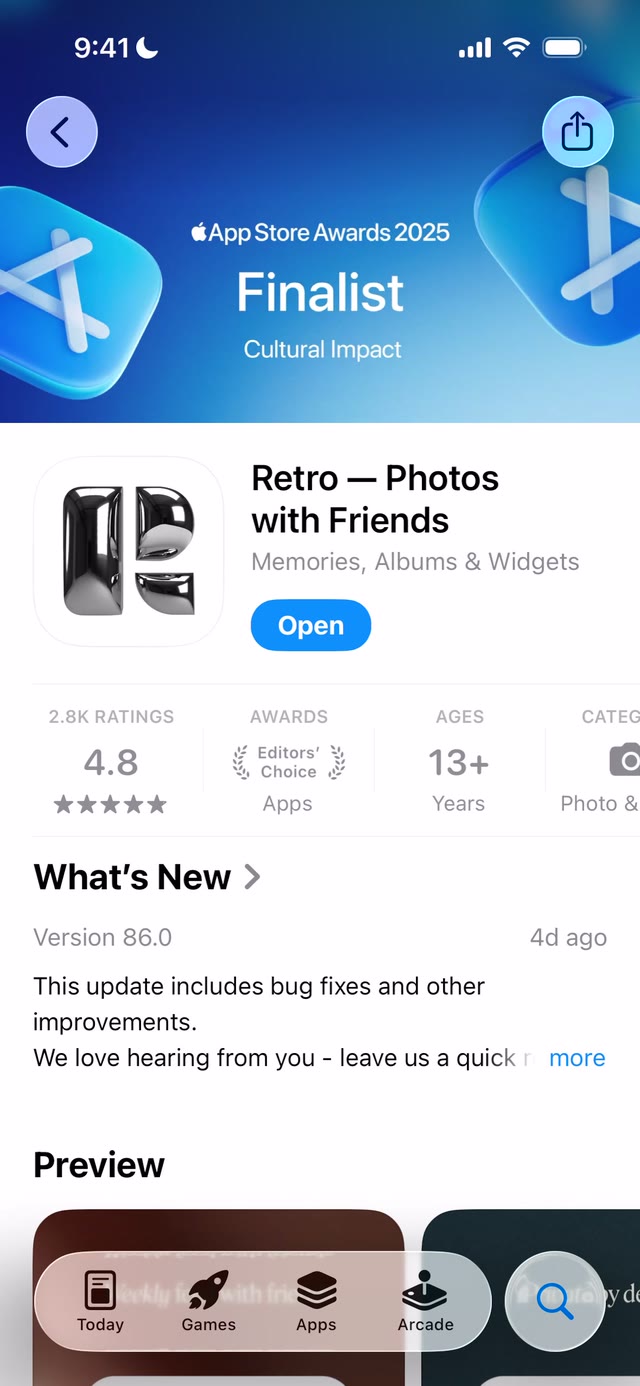 9:41
App Store Awards 2025
Finalist
Cultural Impact
Retro — Photos
with Friends
Memories, Albums & Widgets
Open
2.8K RATINGS
4.8
AWARDS
Editors’
Choice
Apps
AGES
13+
Years
CATEG
Photo &
What’s New
Version 86.0
4d ago
This update includes bug fixes and other
improvements.
We love hearing from you - leave us a quick
more
Preview
Today
Games
Apps
Arcade